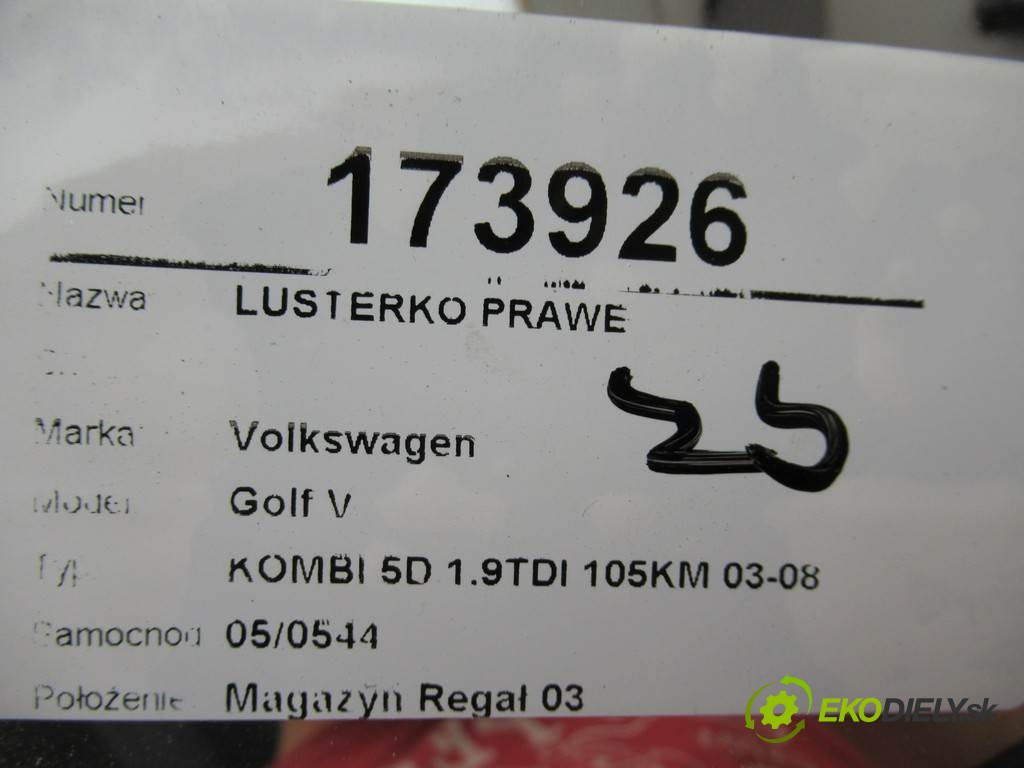 Numer 173926
Nazwa LUSTERKO PRAWE
Marka Volkswagen
Model Golf V
Typ KOMBI 5D 1.9TDI 105KM 03-08
Samochód 05/0544
Położenie Magazyn Regał 03
EKODIELY.sk